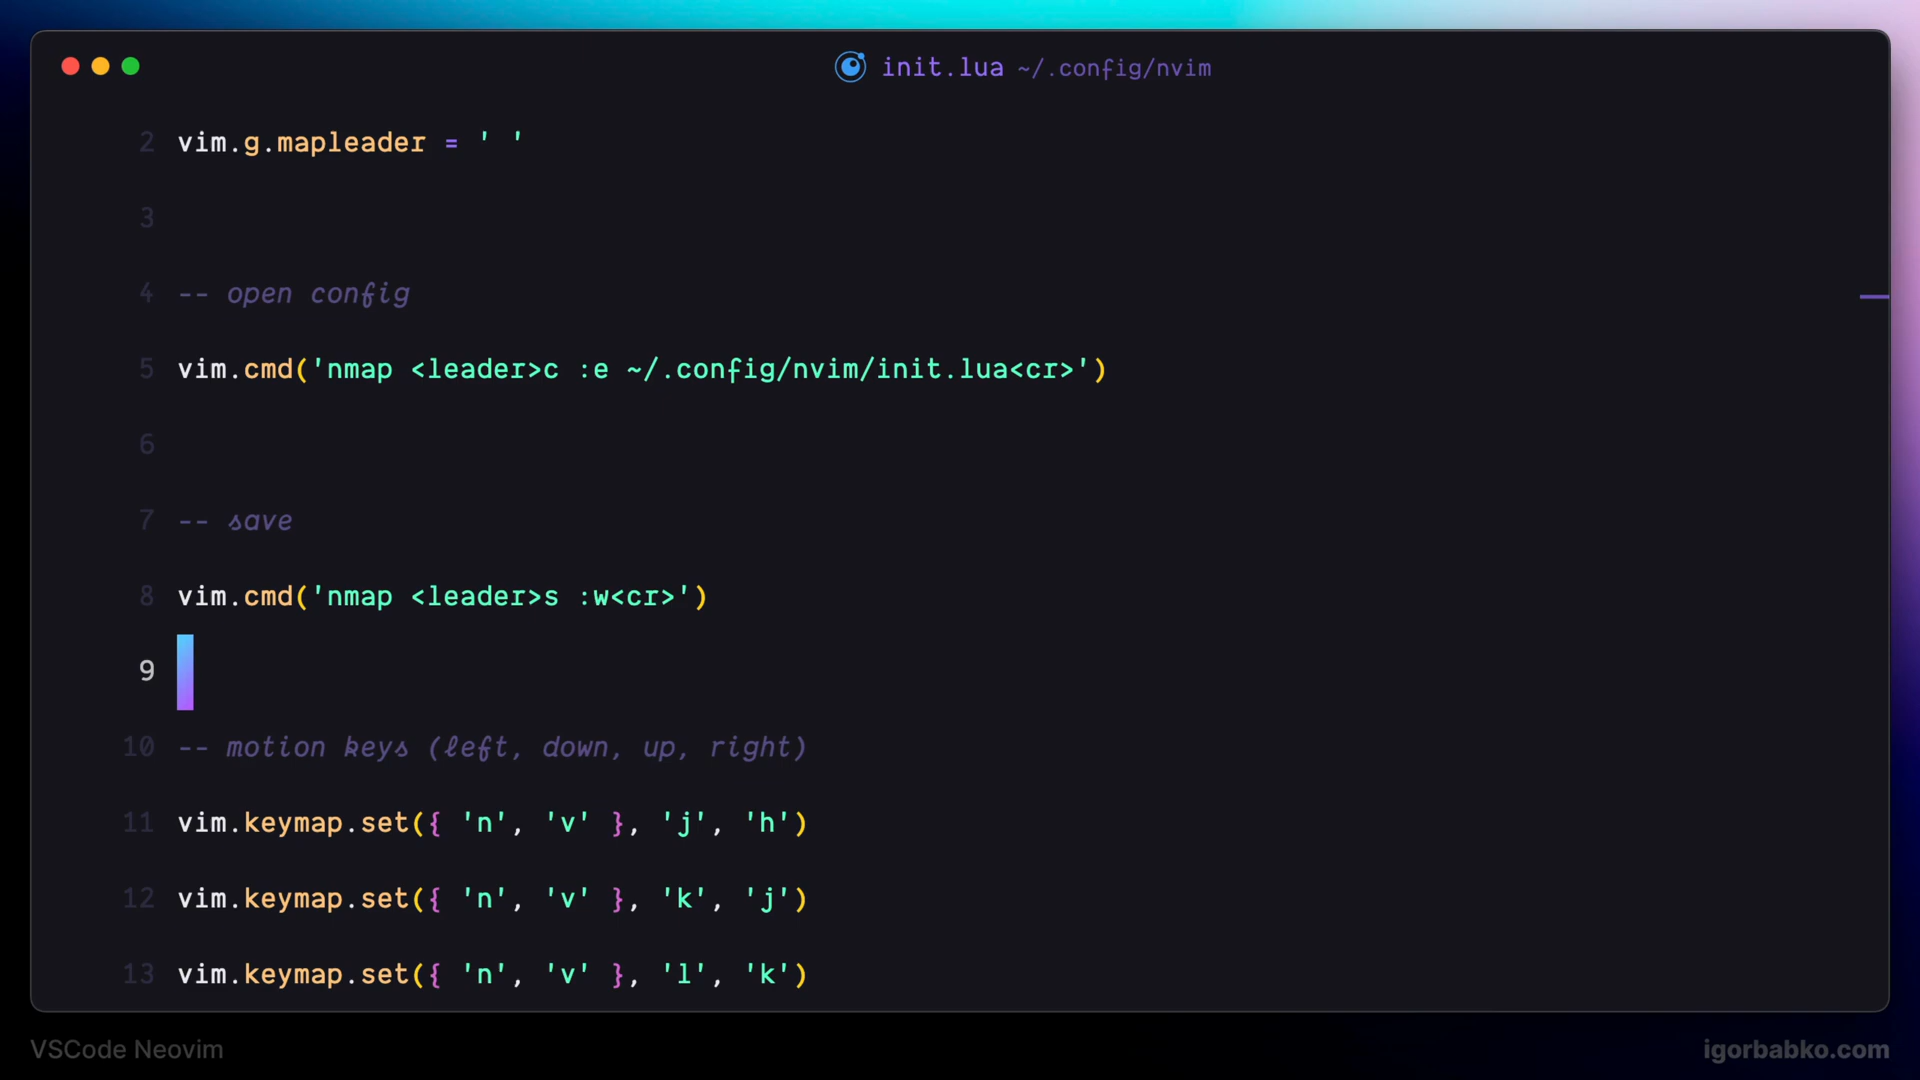 init.lua ~/.config/nvim
2 vim.g.mapleader = ' '
3
4 -- open config
5 vim.cmd('nmap <leader>c :e ~/.config/nvim/init.lua<cr>')
6
7 -- save
8 vim.cmd('nmap <leader>s :w<cr>')
9
10 -- motion keys (left, down, up, right)
11 vim.keymap.set({ 'n', 'v' }, 'j', 'h')
12 vim.keymap.set({ 'n', 'v' }, 'k', 'j')
13 vim.keymap.set({ 'n', 'v' }, 'l', 'k')
VSCode Neovim
igorbabko.com